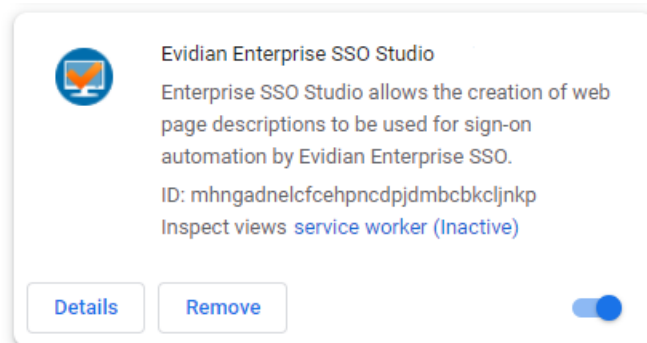 Evidian Enterprise SSO Studio
Enterprise SSO Studio allows the creation of web
page descriptions to be used for sign-on
automation by Evidian Enterprise SSO.
ID: mhngadnelcfcehpncdpjdmbcbkcljnkp
Inspect views service worker (Inactive)
Details Remove